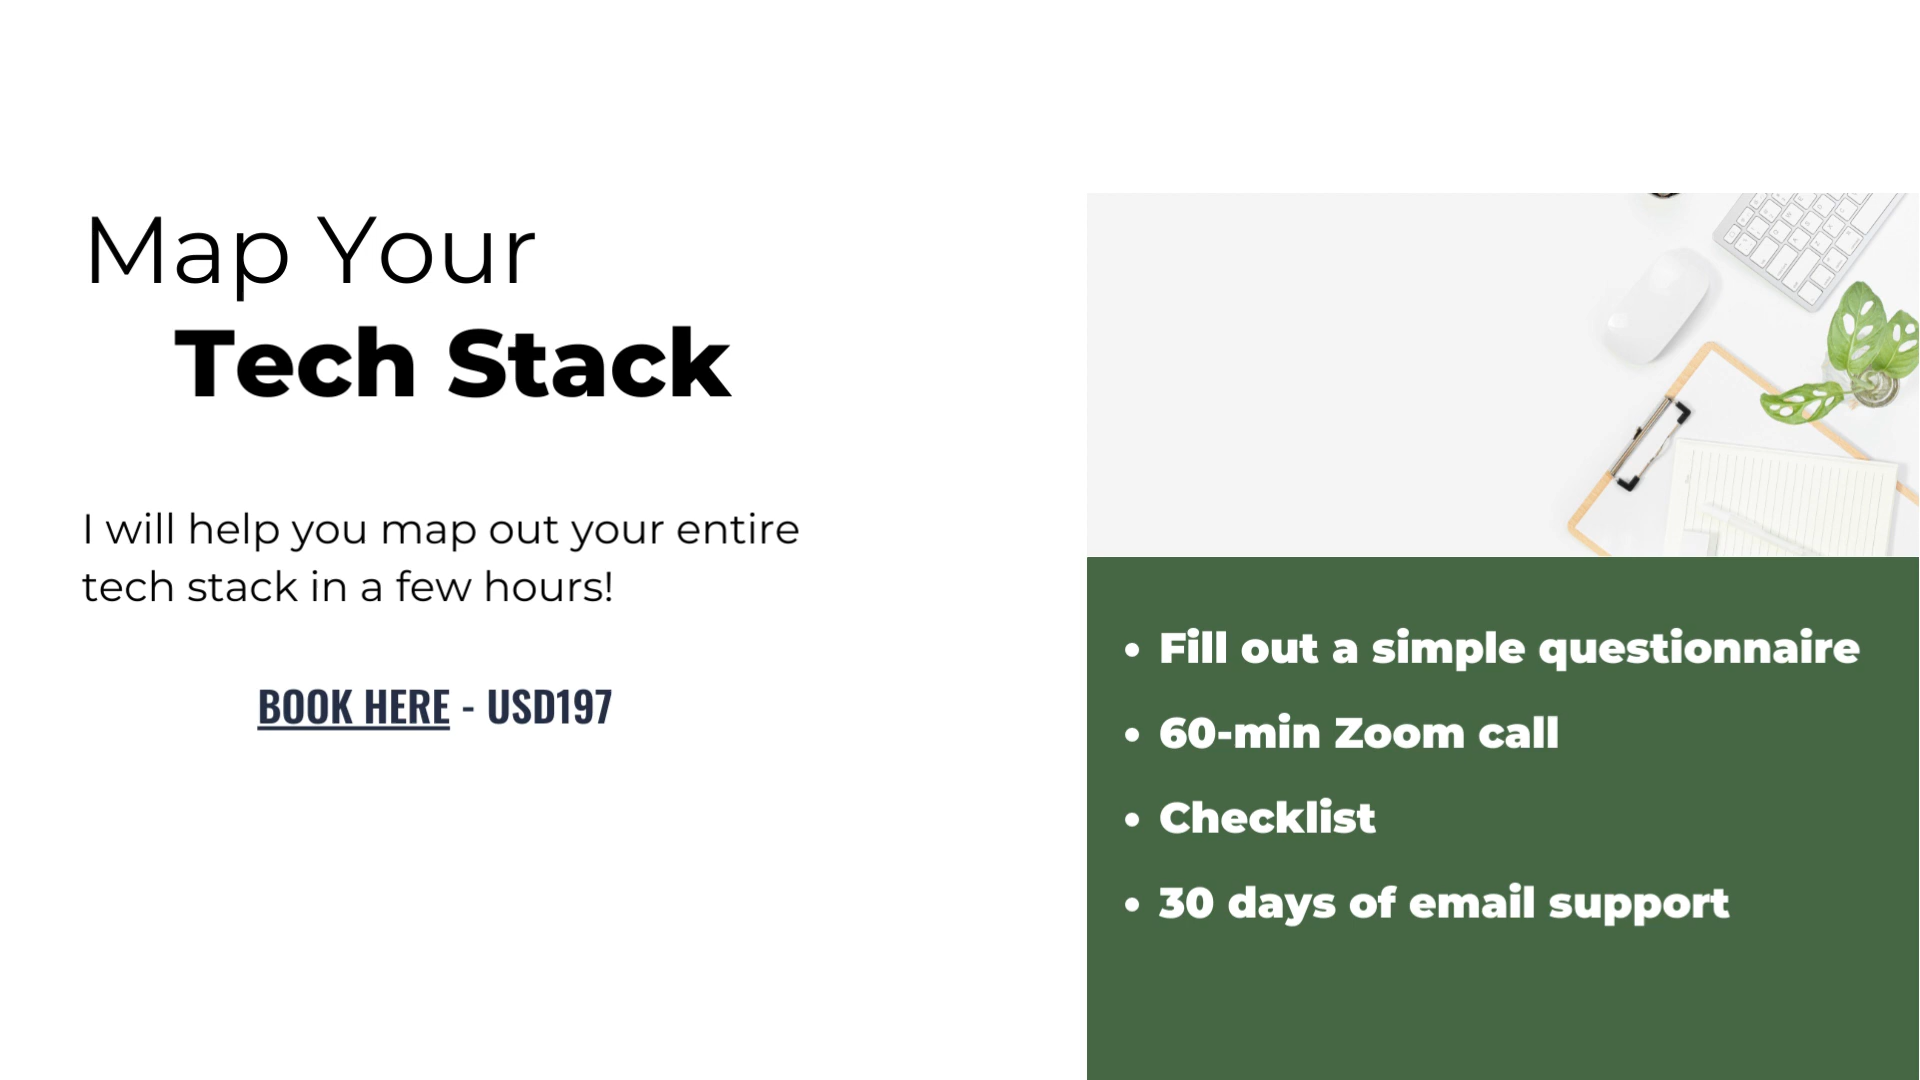 Map Your
Tech Stack
I will help you map out your entire
tech stack in a few hours!
BOOK HERE - USD197
• Fill out a simple questionnaire
• 60-min Zoom call
• Checklist
• 30 days of email support